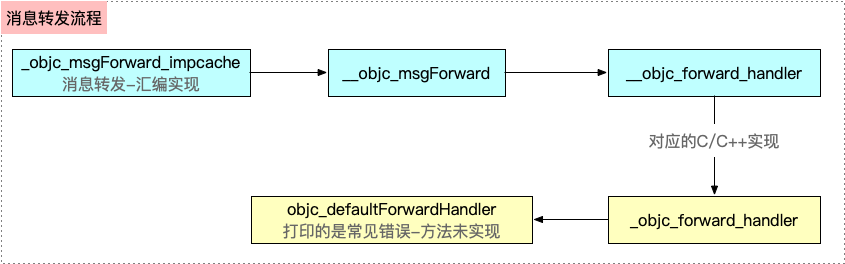 消息转发流程
_objc_msgForward_impcache
消息转发-汇编实现
__objc_msgForward
__objc_forward_handler
对应的C/C++实现
objc_defaultForwardHandler
打印的是常见错误-方法未实现
_objc_forward_handler